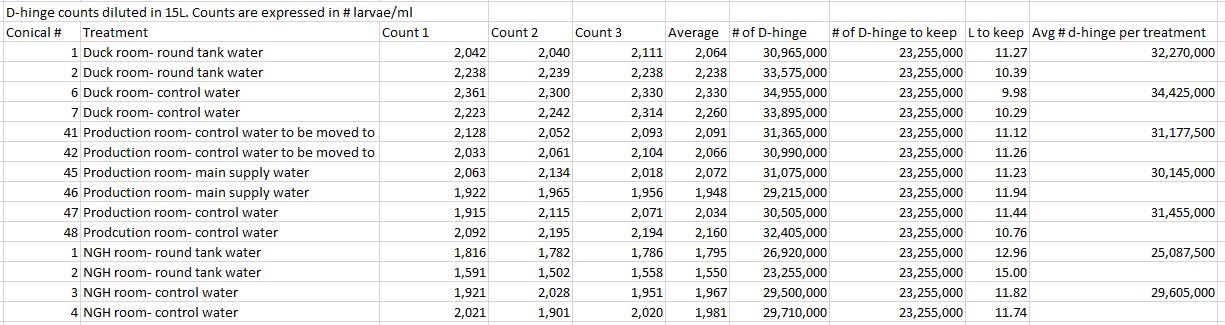 D-hinge counts diluted in 15L. Counts are expressed in # larvae/ml
Conical # Treatment Count 1 Count 2 Count 3 Average # of D-hinge # of D-hinge to keep L to keep Avg # d-hinge per treatment
1 Duck room- round tank water 2,042 2,040 2,111 2,064 30,965,000 23,255,000 11.27 32,270,000
2 Duck room- round tank water 2,238 2,239 2,238 2,238 33,575,000 23,255,000 10.39
6 Duck room- control water 2,361 2,300 2,330 2,330 34,955,000 23,255,000 9.98 34,425,000
7 Duck room- control water 2,223 2,242 2,314 2,260 33,895,000 23,255,000 10.29
41 Production room- control water to be moved to 2,128 2,052 2,093 2,091 31,365,000 23,255,000 11.12 31,177,500
42 Production room- control water to be moved to 2,033 2,061 2,104 2,066 30,990,000 23,255,000 11.26
45 Production room- main supply water 2,063 2,134 2,018 2,072 31,075,000 23,255,000 11.23 30,145,000
46 Production room- main supply water 1,922 1,965 1,956 1,948 29,215,000 23,255,000 11.94
47 Production room- control water 1,915 2,115 2,071 2,034 30,505,000 23,255,000 11.44 31,455,000
48 Prodcution room- control water 2,092 2,195 2,194 2,160 32,405,000 23,255,000 10.76
1 NGH room- round tank water 1,816 1,782 1,786 1,795 26,920,000 23,255,000 12.96 25,087,500
2 NGH room- round tank water 1,591 1,502 1,558 1,550 23,255,000 23,255,000 15.00
3 NGH room- control water 1,921 2,028 1,951 1,967 29,500,000 23,255,000 11.82 29,605,000
4 NGH room- control water 2,021 1,901 2,020 1,981 29,710,000 23,255,000 11.74